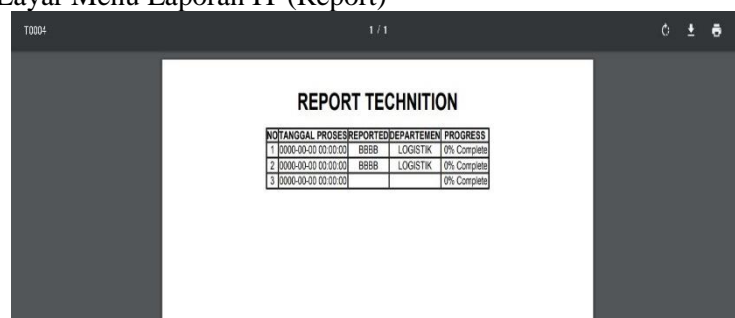 Layar Menu Laporan IT (Report)
T0004 1 / 1
REPORT TECHNITION
NO TANGGAL PROSES REPORTED DEPARTEMEN PROGRESS
1 0000-00-00 00:00:00 BBBB LOGISTIK 0% Complete
2 0000-00-00 00:00:00 BBBB LOGISTIK 0% Complete
3 0000-00-00 00:00:00 0% Complete